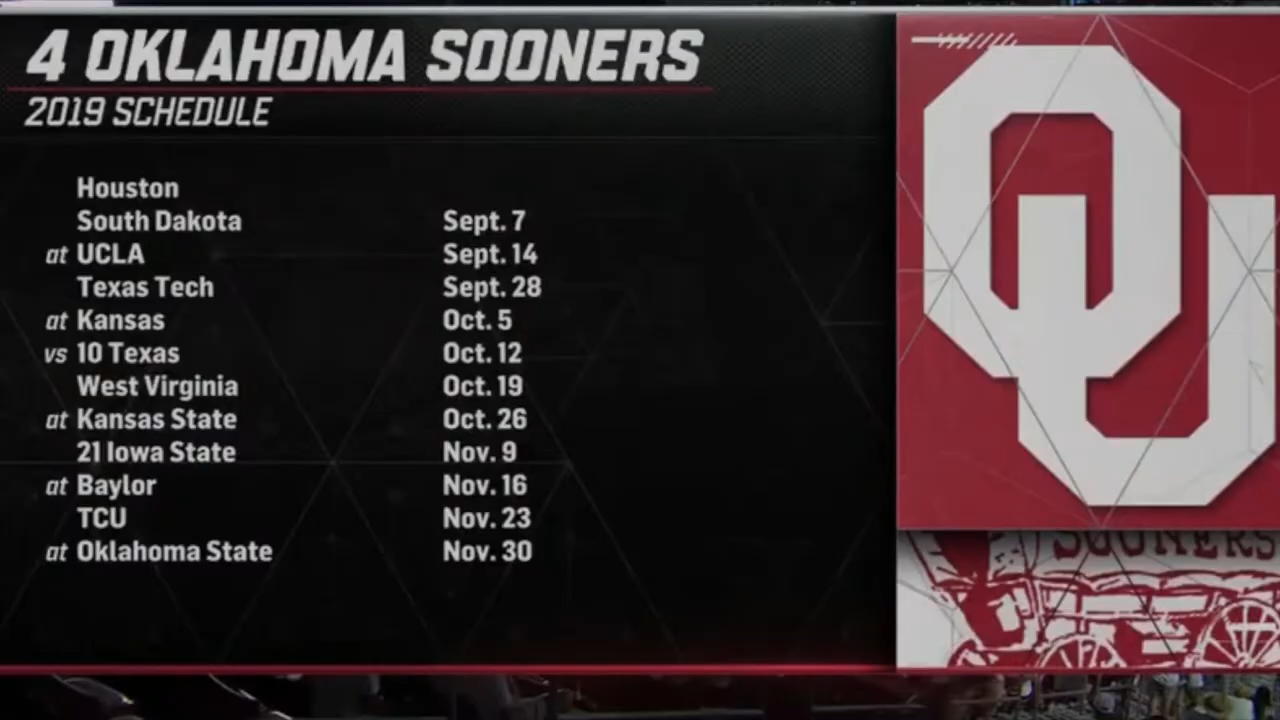 4 OKLAHOMA SOONERS
2019 SCHEDULE
Houston
South Dakota Sept. 7
at UCLA Sept. 14
Texas Tech Sept. 28
at Kansas Oct. 5
vs 10 Texas Oct. 12
West Virginia Oct. 19
at Kansas State Oct. 26
21 Iowa State Nov. 9
at Baylor Nov. 16
TCU Nov. 23
at Oklahoma State Nov. 30
OU
SOONERS